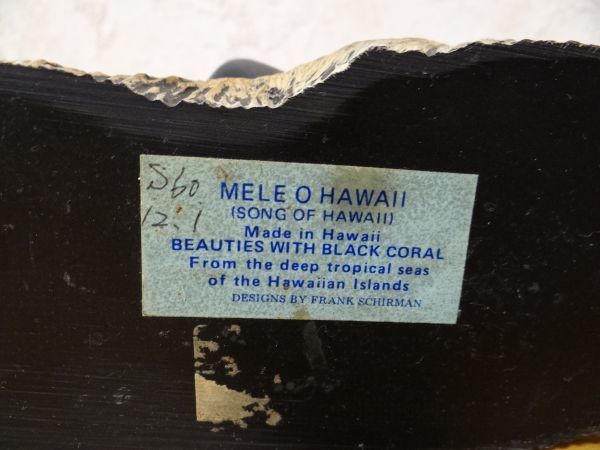 S60
12.1
MELE O HAWAII
(SONG OF HAWAII)
Made in Hawaii
BEAUTIES WITH BLACK CORAL
From the deep tropical seas
of the Hawaiian Islands
DESIGNS BY FRANK SCHIRMAN